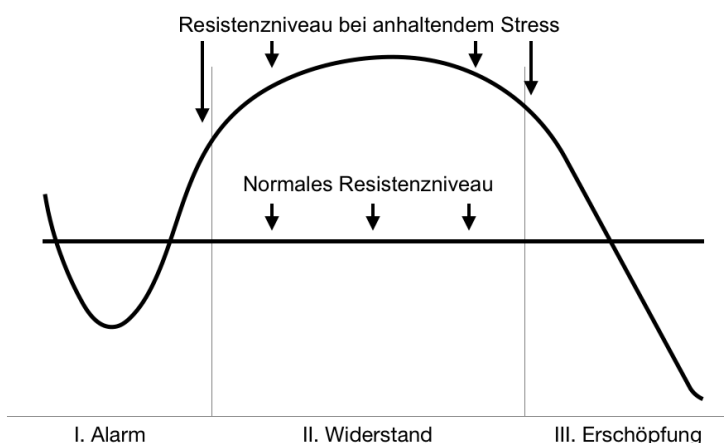 Resistenzniveau bei anhaltendem Stress
Normales Resistenzniveau
I. Alarm
II. Widerstand
III. Erschöpfung